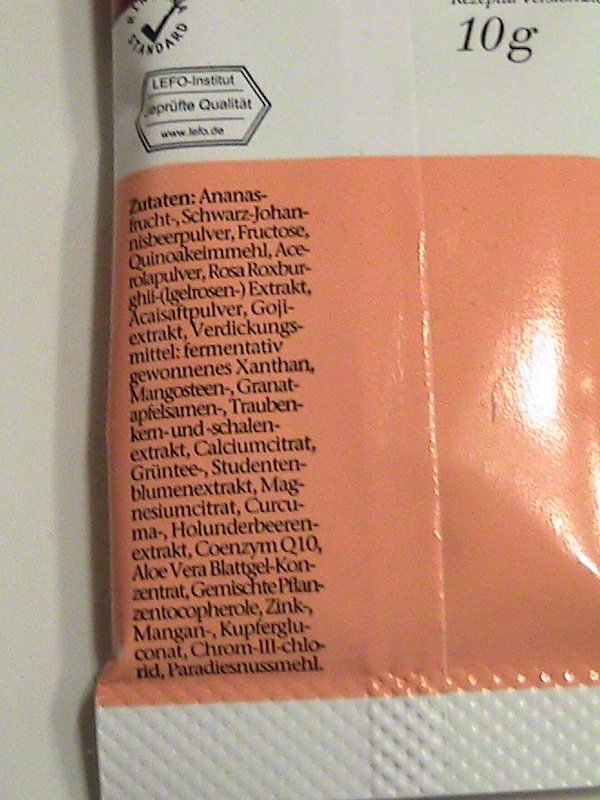 STANDARD
10g
LEFO-Institut
geprüfte Qualität
www.lefo.de
Zutaten: Ananas-
frucht-, Schwarz-Johan-
nisbeerpulver, Fructose,
Quinoakeimmehl, Ace-
rolapulver, Rosa Roxbur-
ghii-(Igelrosen-) Extrakt,
Acaisaftpulver, Goji-
extrakt, Verdickungs-
mittel: fermentativ
gewonnenes Xanthan,
Mangosteen-, Granat-
apfelsamen-, Trauben-
kern- und -schalen-
extrakt, Calciumcitrat,
Grüntee-, Studenten-
blumenextrakt, Mag-
nesiumcitrat, Curcu-
ma-, Holunderbeeren-
extrakt, Coenzym Q10,
Aloe Vera Blattgel-Kon-
zentrat, Gemischte Pflan-
zentocopherole, Zink-,
Mangan-, Kupferglu-
conat, Chrom-III-chlo-
rid, Paradiesnussmehl.